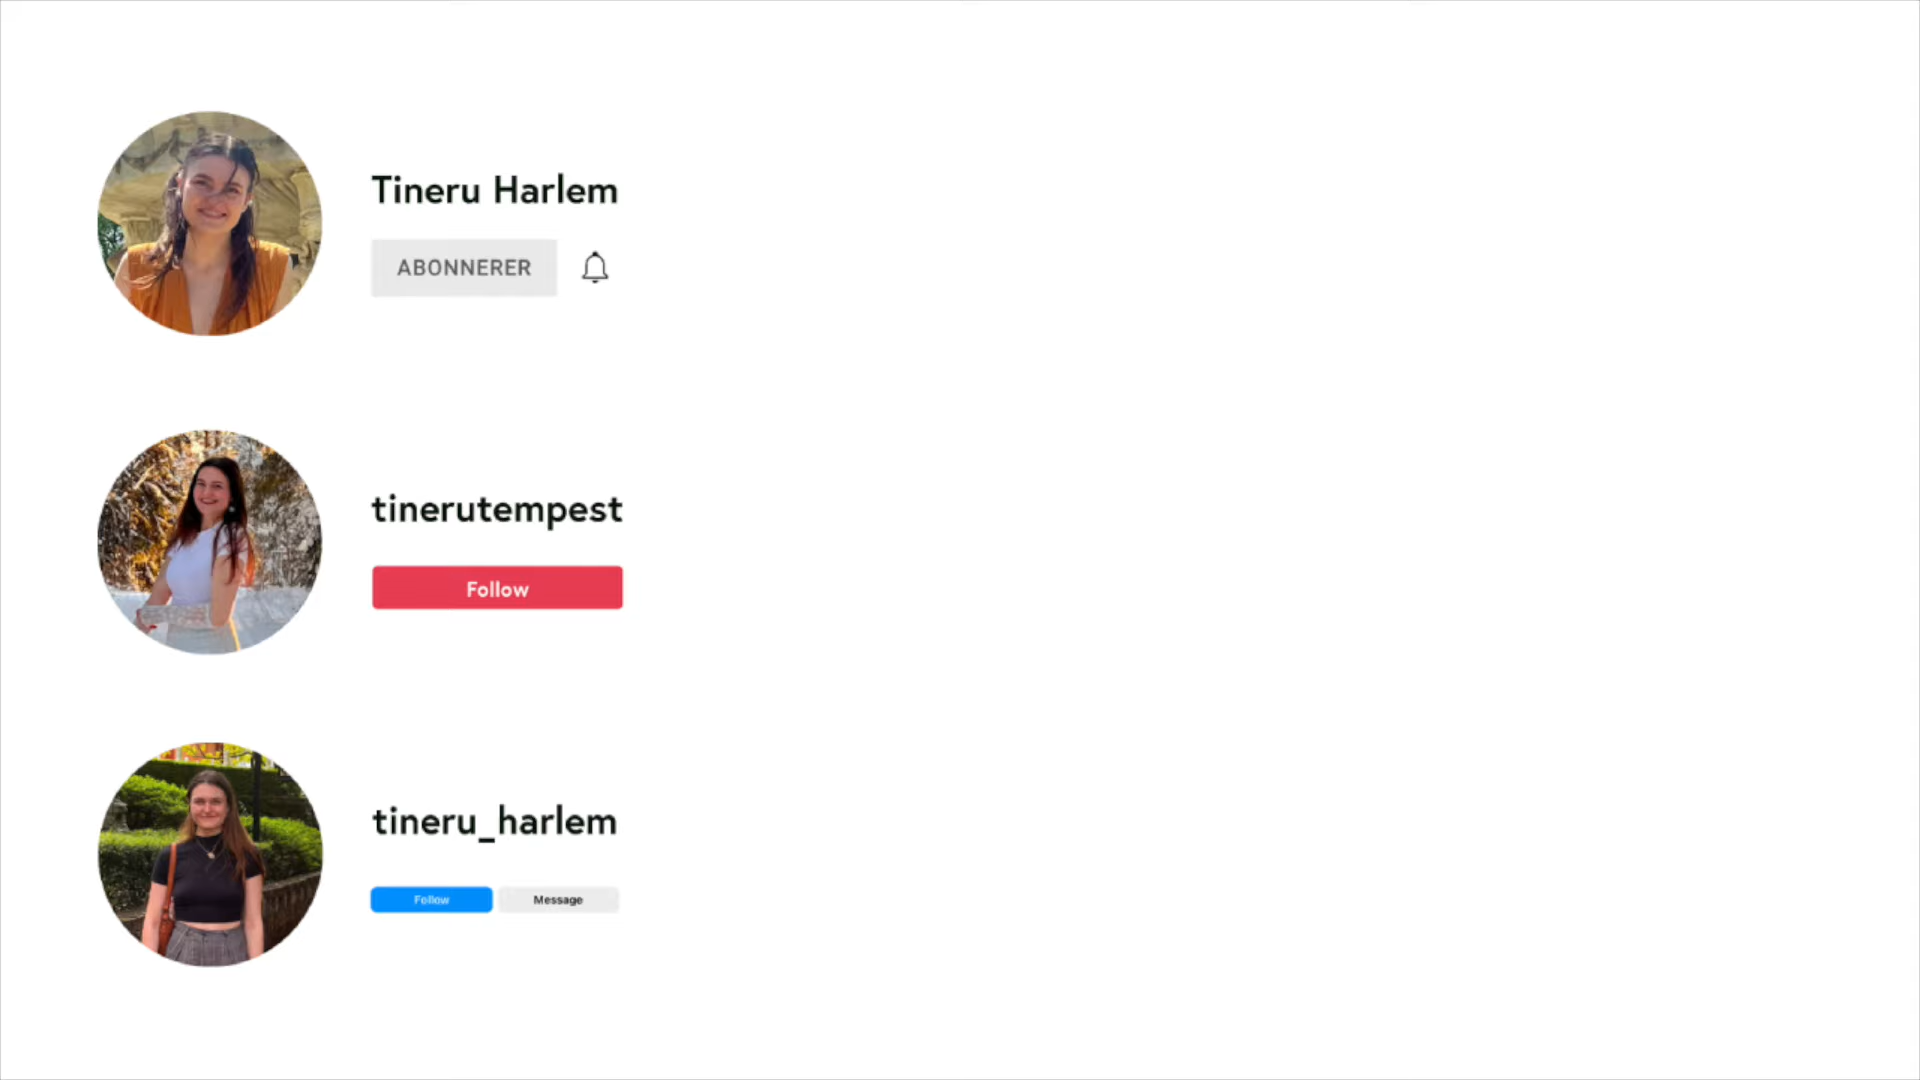 Tineru Harlem
ABONNERER
tinerutempest
Follow
tineru_harlem
Follow Message